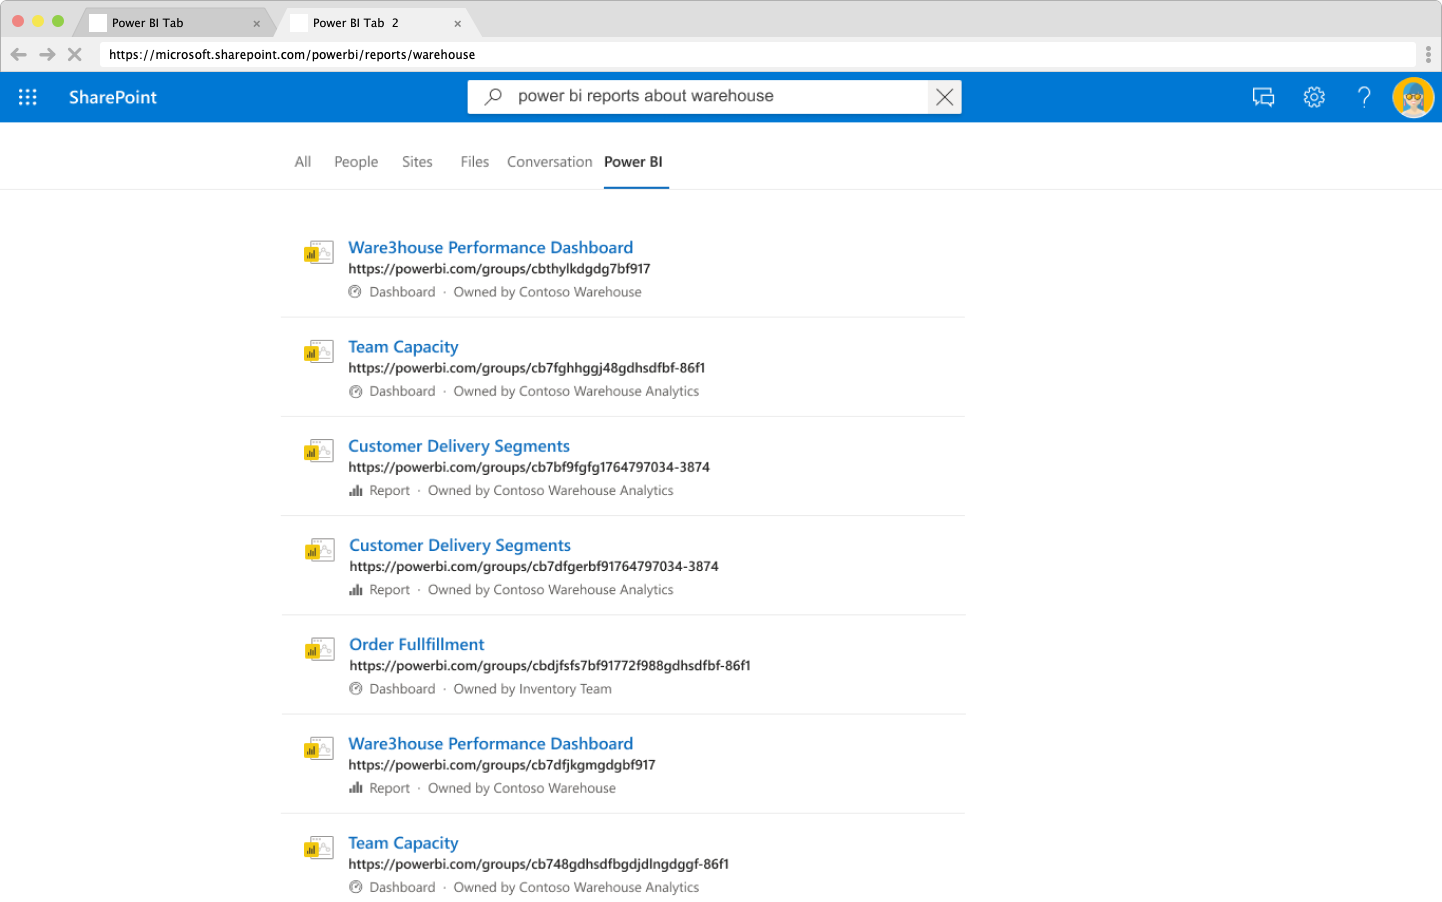 Power BI Tab ×
Power BI Tab 2 ×
https://microsoft.sharepoint.com/powerbi/reports/warehouse
SharePoint
power bi reports about warehouse
All People Sites Files Conversation Power BI
Ware3house Performance Dashboard
https://powerbi.com/groups/cbthylkdgdg7bf917
Dashboard · Owned by Contoso Warehouse
Team Capacity
https://powerbi.com/groups/cb7fghhggj48gdhsdfbf-86f1
Dashboard · Owned by Contoso Warehouse Analytics
Customer Delivery Segments
https://powerbi.com/groups/cb7bf9fgfg1764797034-3874
Report · Owned by Contoso Warehouse Analytics
Customer Delivery Segments
https://powerbi.com/groups/cb7dfgerbf91764797034-3874
Report · Owned by Contoso Warehouse Analytics
Order Fullfillment
https://powerbi.com/groups/cbdjfsfs7bf91772f988gdhsdfbf-86f1
Dashboard · Owned by Inventory Team
Ware3house Performance Dashboard
https://powerbi.com/groups/cb7dfjkgmgdgbf917
Report · Owned by Contoso Warehouse
Team Capacity
https://powerbi.com/groups/cb748gdhsdfbgdjdlngdggf-86f1
Dashboard · Owned by Contoso Warehouse Analytics